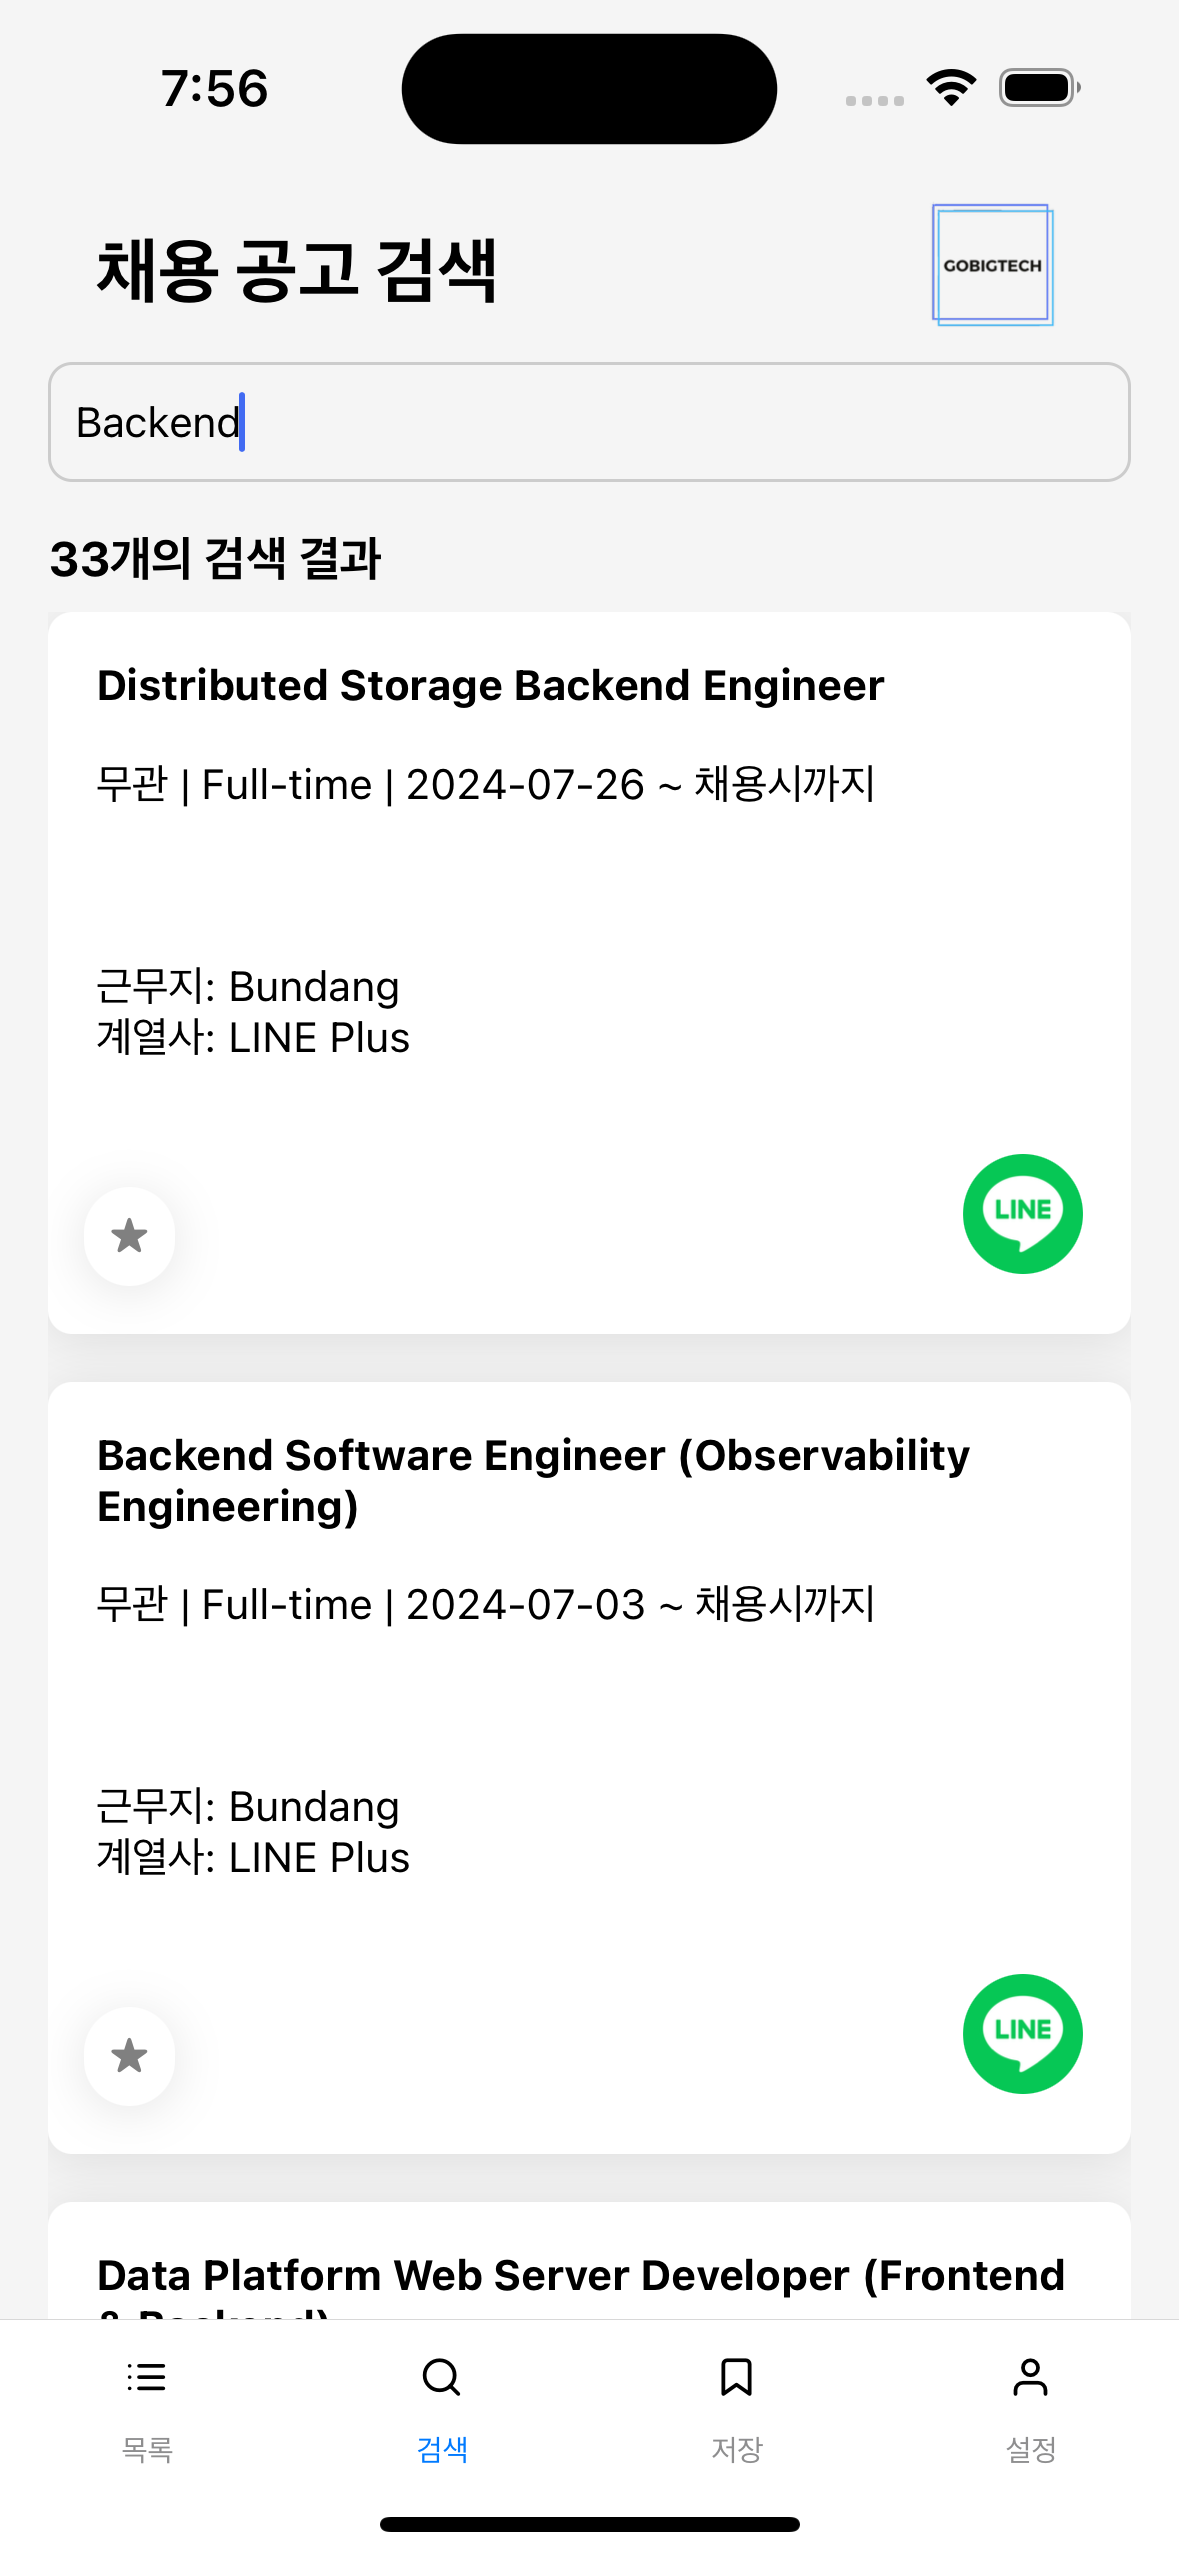 7:56
채용 공고 검색
GOBIGTECH
Backend
33개의 검색 결과
Distributed Storage Backend Engineer
무관 | Full-time | 2024-07-26 ~ 채용시까지
근무지: Bundang
계열사: LINE Plus
LINE
Backend Software Engineer (Observability
Engineering)
무관 | Full-time | 2024-07-03 ~ 채용시까지
근무지: Bundang
계열사: LINE Plus
LINE
Data Platform Web Server Developer (Frontend
& Backend)
목록
검색
저장
설정